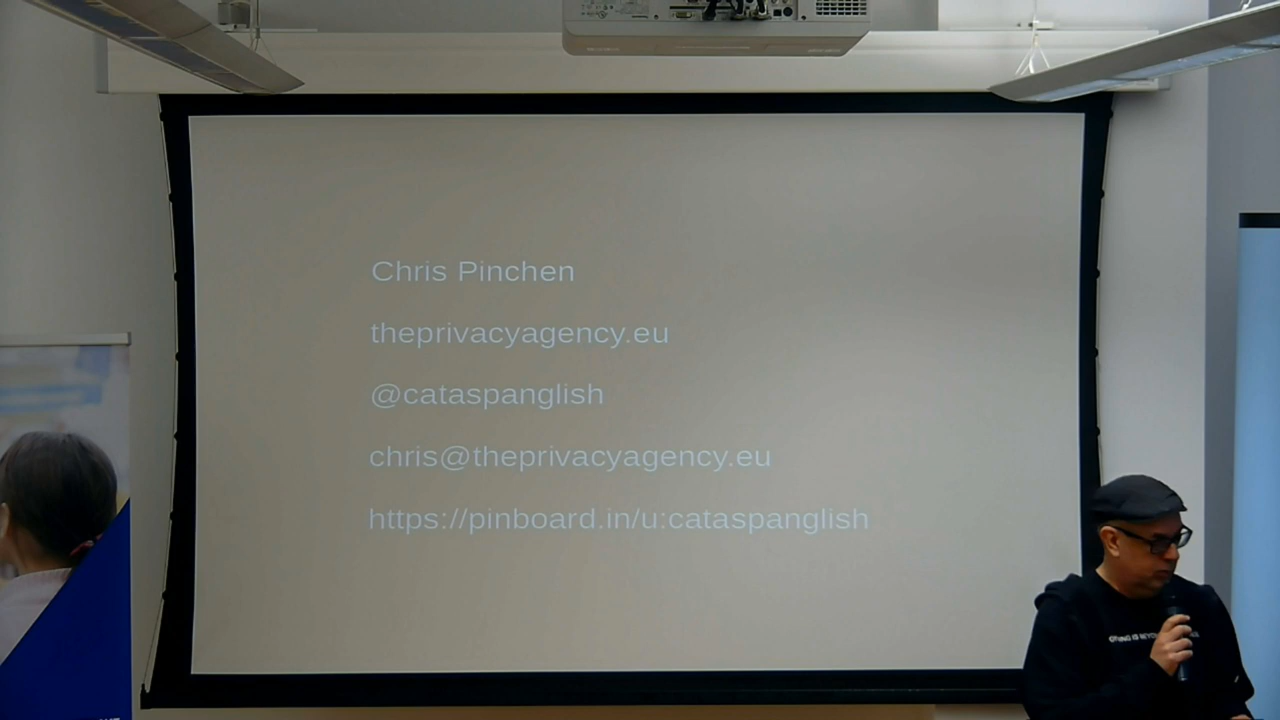 Chris Pinchen
theprivacyagency.eu
@cataspanglish
chris@theprivacyagency.eu
https://pinboard.in/u:cataspanglish